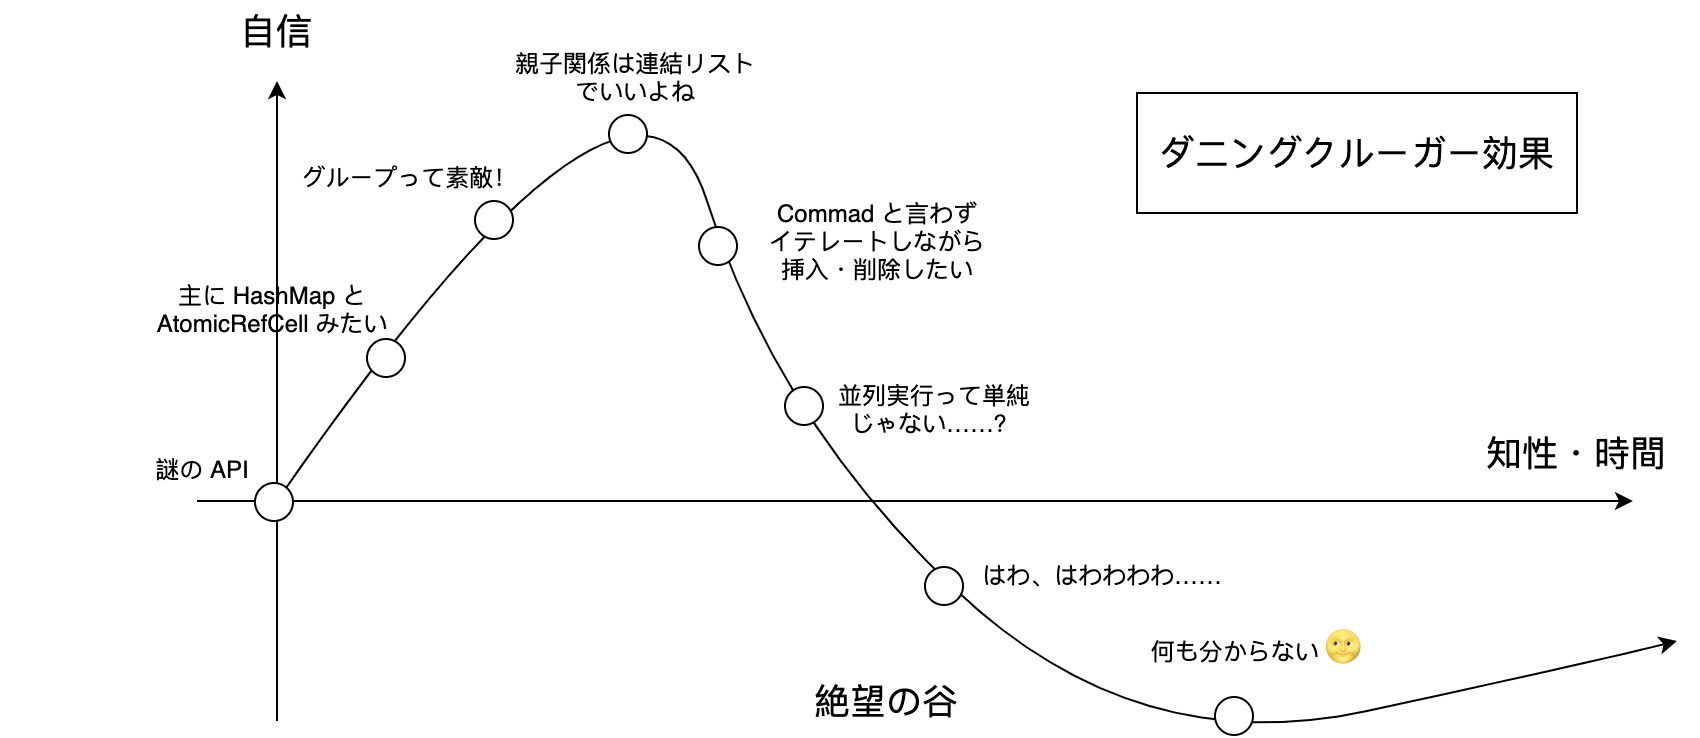 自信
親子関係は連結リスト
でいいよね
ダニングクルーガー効果
グループって素敵!
Commad と言わず
イテレートしながら
挿入・削除したい
主に HashMap と
AtomicRefCell みたい
並列実行って単純
じゃない……?
謎の API
知性・時間
はわ、はわわわわ……
何も分からない 🌝
絶望の谷